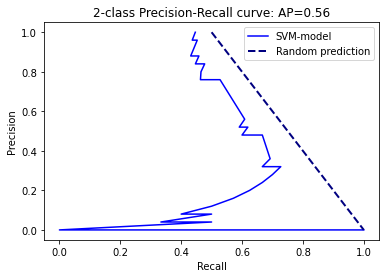 2-class Precision-Recall curve: AP=0.56
SVM-model
Random prediction
Precision
1.0
0.8
0.6
0.4
0.2
0.0
0.0 0.2 0.4 0.6 0.8 1.0
Recall